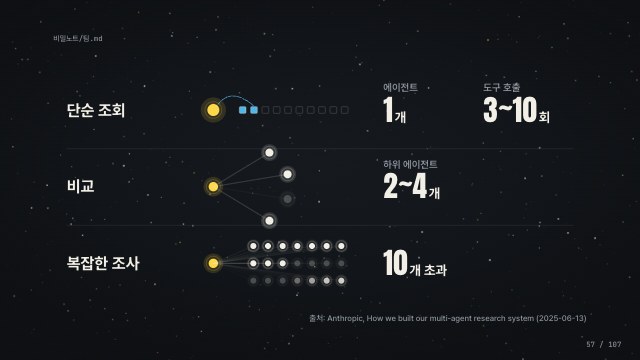 비밀노트/팀.md
단순 조회
에이전트
1개
도구 호출
3~10회
비교
하위 에이전트
2~4개
복잡한 조사
10개 초과
출처: Anthropic, How we built our multi-agent research system (2025-06-13)
57 / 107